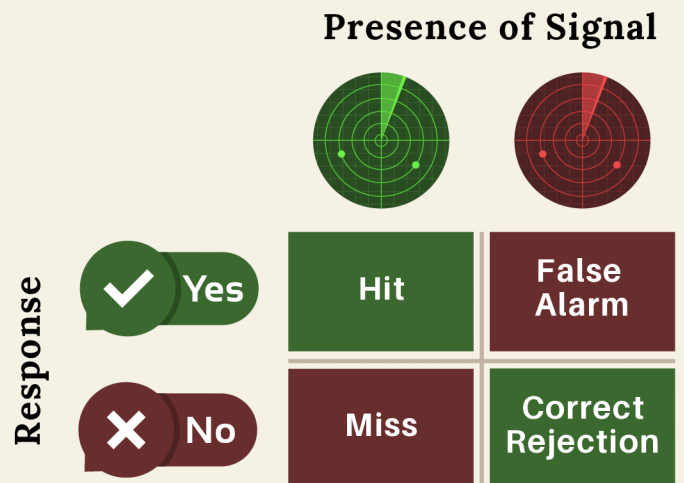 Presence of Signal
Response
Yes
Hit
False
Alarm
No
Miss
Correct
Rejection